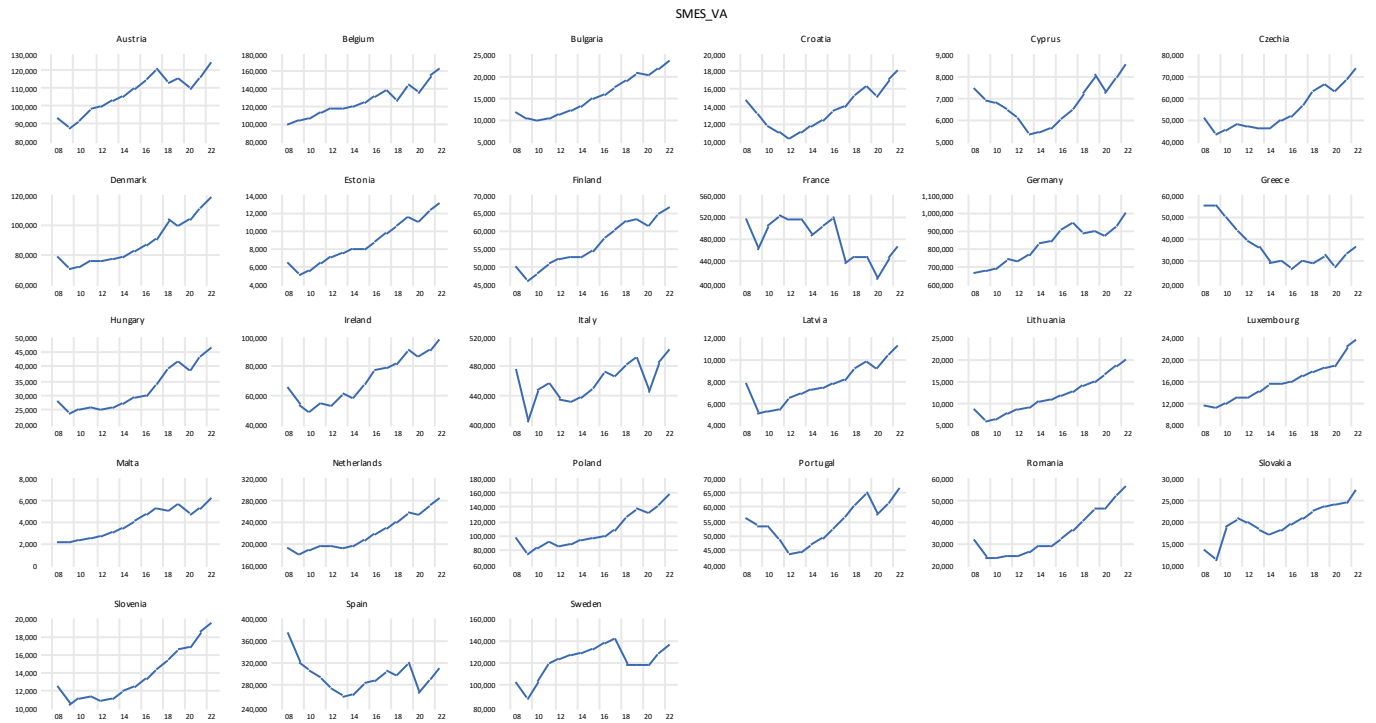 SMES_VA
Austria
130,000
120,000
110,000
100,000
90,000
80,000
08 10 12 14 16 18 20 22
Belgium
180,000
160,000
140,000
120,000
100,000
80,000
08 10 12 14 16 18 20 22
Bulgaria
25,000
20,000
15,000
10,000
5,000
08 10 12 14 16 18 20 22
Croatia
20,000
18,000
16,000
14,000
12,000
10,000
08 10 12 14 16 18 20 22
Cyprus
9,000
8,000
7,000
6,000
5,000
08 10 12 14 16 18 20 22
Czechia
80,000
70,000
60,000
50,000
40,000
08 10 12 14 16 18 20 22
Denmark
120,000
100,000
80,000
60,000
08 10 12 14 16 18 20 22
Estonia
14,000
12,000
10,000
8,000
6,000
4,000
08 10 12 14 16 18 20 22
Finland
70,000
65,000
60,000
55,000
50,000
45,000
08 10 12 14 16 18 20 22
France
560,000
520,000
480,000
440,000
400,000
08 10 12 14 16 18 20 22
Germany
1,100,000
1,000,000
900,000
800,000
700,000
600,000
08 10 12 14 16 18 20 22
Greece
60,000
50,000
40,000
30,000
20,000
08 10 12 14 16 18 20 22
Hungary
50,000
45,000
40,000
35,000
30,000
25,000
20,000
08 10 12 14 16 18 20 22
Ireland
100,000
80,000
60,000
40,000
08 10 12 14 16 18 20 22
Italy
520,000
480,000
440,000
400,000
08 10 12 14 16 18 20 22
Latvia
12,000
10,000
8,000
6,000
4,000
08 10 12 14 16 18 20 22
Lithuania
25,000
20,000
15,000
10,000
5,000
08 10 12 14 16 18 20 22
Luxembourg
24,000
20,000
16,000
12,000
8,000
08 10 12 14 16 18 20 22
Malta
8,000
6,000
4,000
2,000
0
08 10 12 14 16 18 20 22
Netherlands
320,000
280,000
240,000
200,000
160,000
08 10 12 14 16 18 20 22
Poland
180,000
160,000
140,000
120,000
100,000
80,000
60,000
08 10 12 14 16 18 20 22
Portugal
70,000
65,000
60,000
55,000
50,000
45,000
40,000
08 10 12 14 16 18 20 22
Romania
60,000
50,000
40,000
30,000
20,000
08 10 12 14 16 18 20 22
Slovakia
30,000
25,000
20,000
15,000
10,000
08 10 12 14 16 18 20 22
Slovenia
20,000
18,000
16,000
14,000
12,000
10,000
08 10 12 14 16 18 20 22
Spain
400,000
360,000
320,000
280,000
240,000
08 10 12 14 16 18 20 22
Sweden
160,000
140,000
120,000
100,000
80,000
08 10 12 14 16 18 20 22